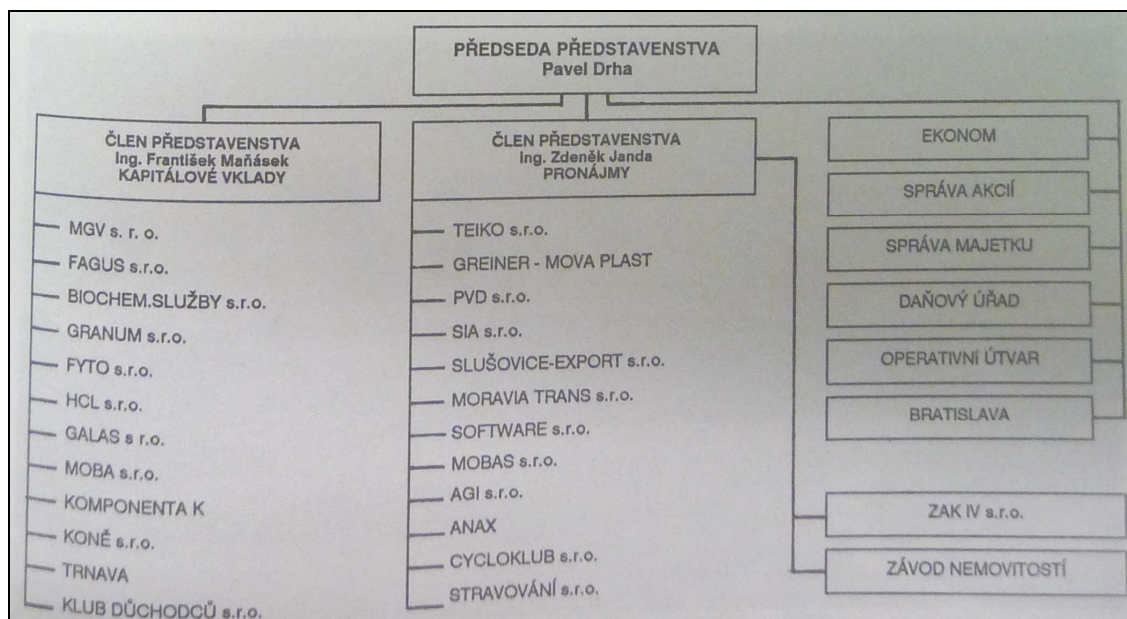 PŘEDSEDA PŘEDSTAVENSTVA
Pavel Drha
ČLEN PŘEDSTAVENSTVA
Ing. František Maňásek
KAPITÁLOVÉ VKLADY
MGV s. r. o.
FAGUS s.r.o.
BIOCHEM.SLUŽBY s.r.o.
GRANUM s.r.o.
FYTO s.r.o.
HCL s.r.o.
GALAS s r.o.
MOBA s.r.o.
KOMPONENTA K
KONĚ s.r.o.
TRNAVA
KLUB DŮCHODCŮ s.r.o.
ČLEN PŘEDSTAVENSTVA
Ing. Zdeněk Janda
PRONÁJMY
TEIKO s.r.o.
GREINER - MOVA PLAST
PVD s.r.o.
SIA s.r.o.
SLUŠOVICE-EXPORT s.r.o.
MORAVIA TRANS s.r.o.
SOFTWARE s.r.o.
MOBAS s.r.o.
AGI s.r.o.
ANAX
CYCLOKLUB s.r.o.
STRAVOVÁNÍ s.r.o.
EKONOM
SPRÁVA AKCIÍ
SPRÁVA MAJETKU
DAŇOVÝ ÚŘAD
OPERATIVNÍ ÚTVAR
BRATISLAVA
ZAK IV s.r.o.
ZÁVOD NEMOVITOSTÍ